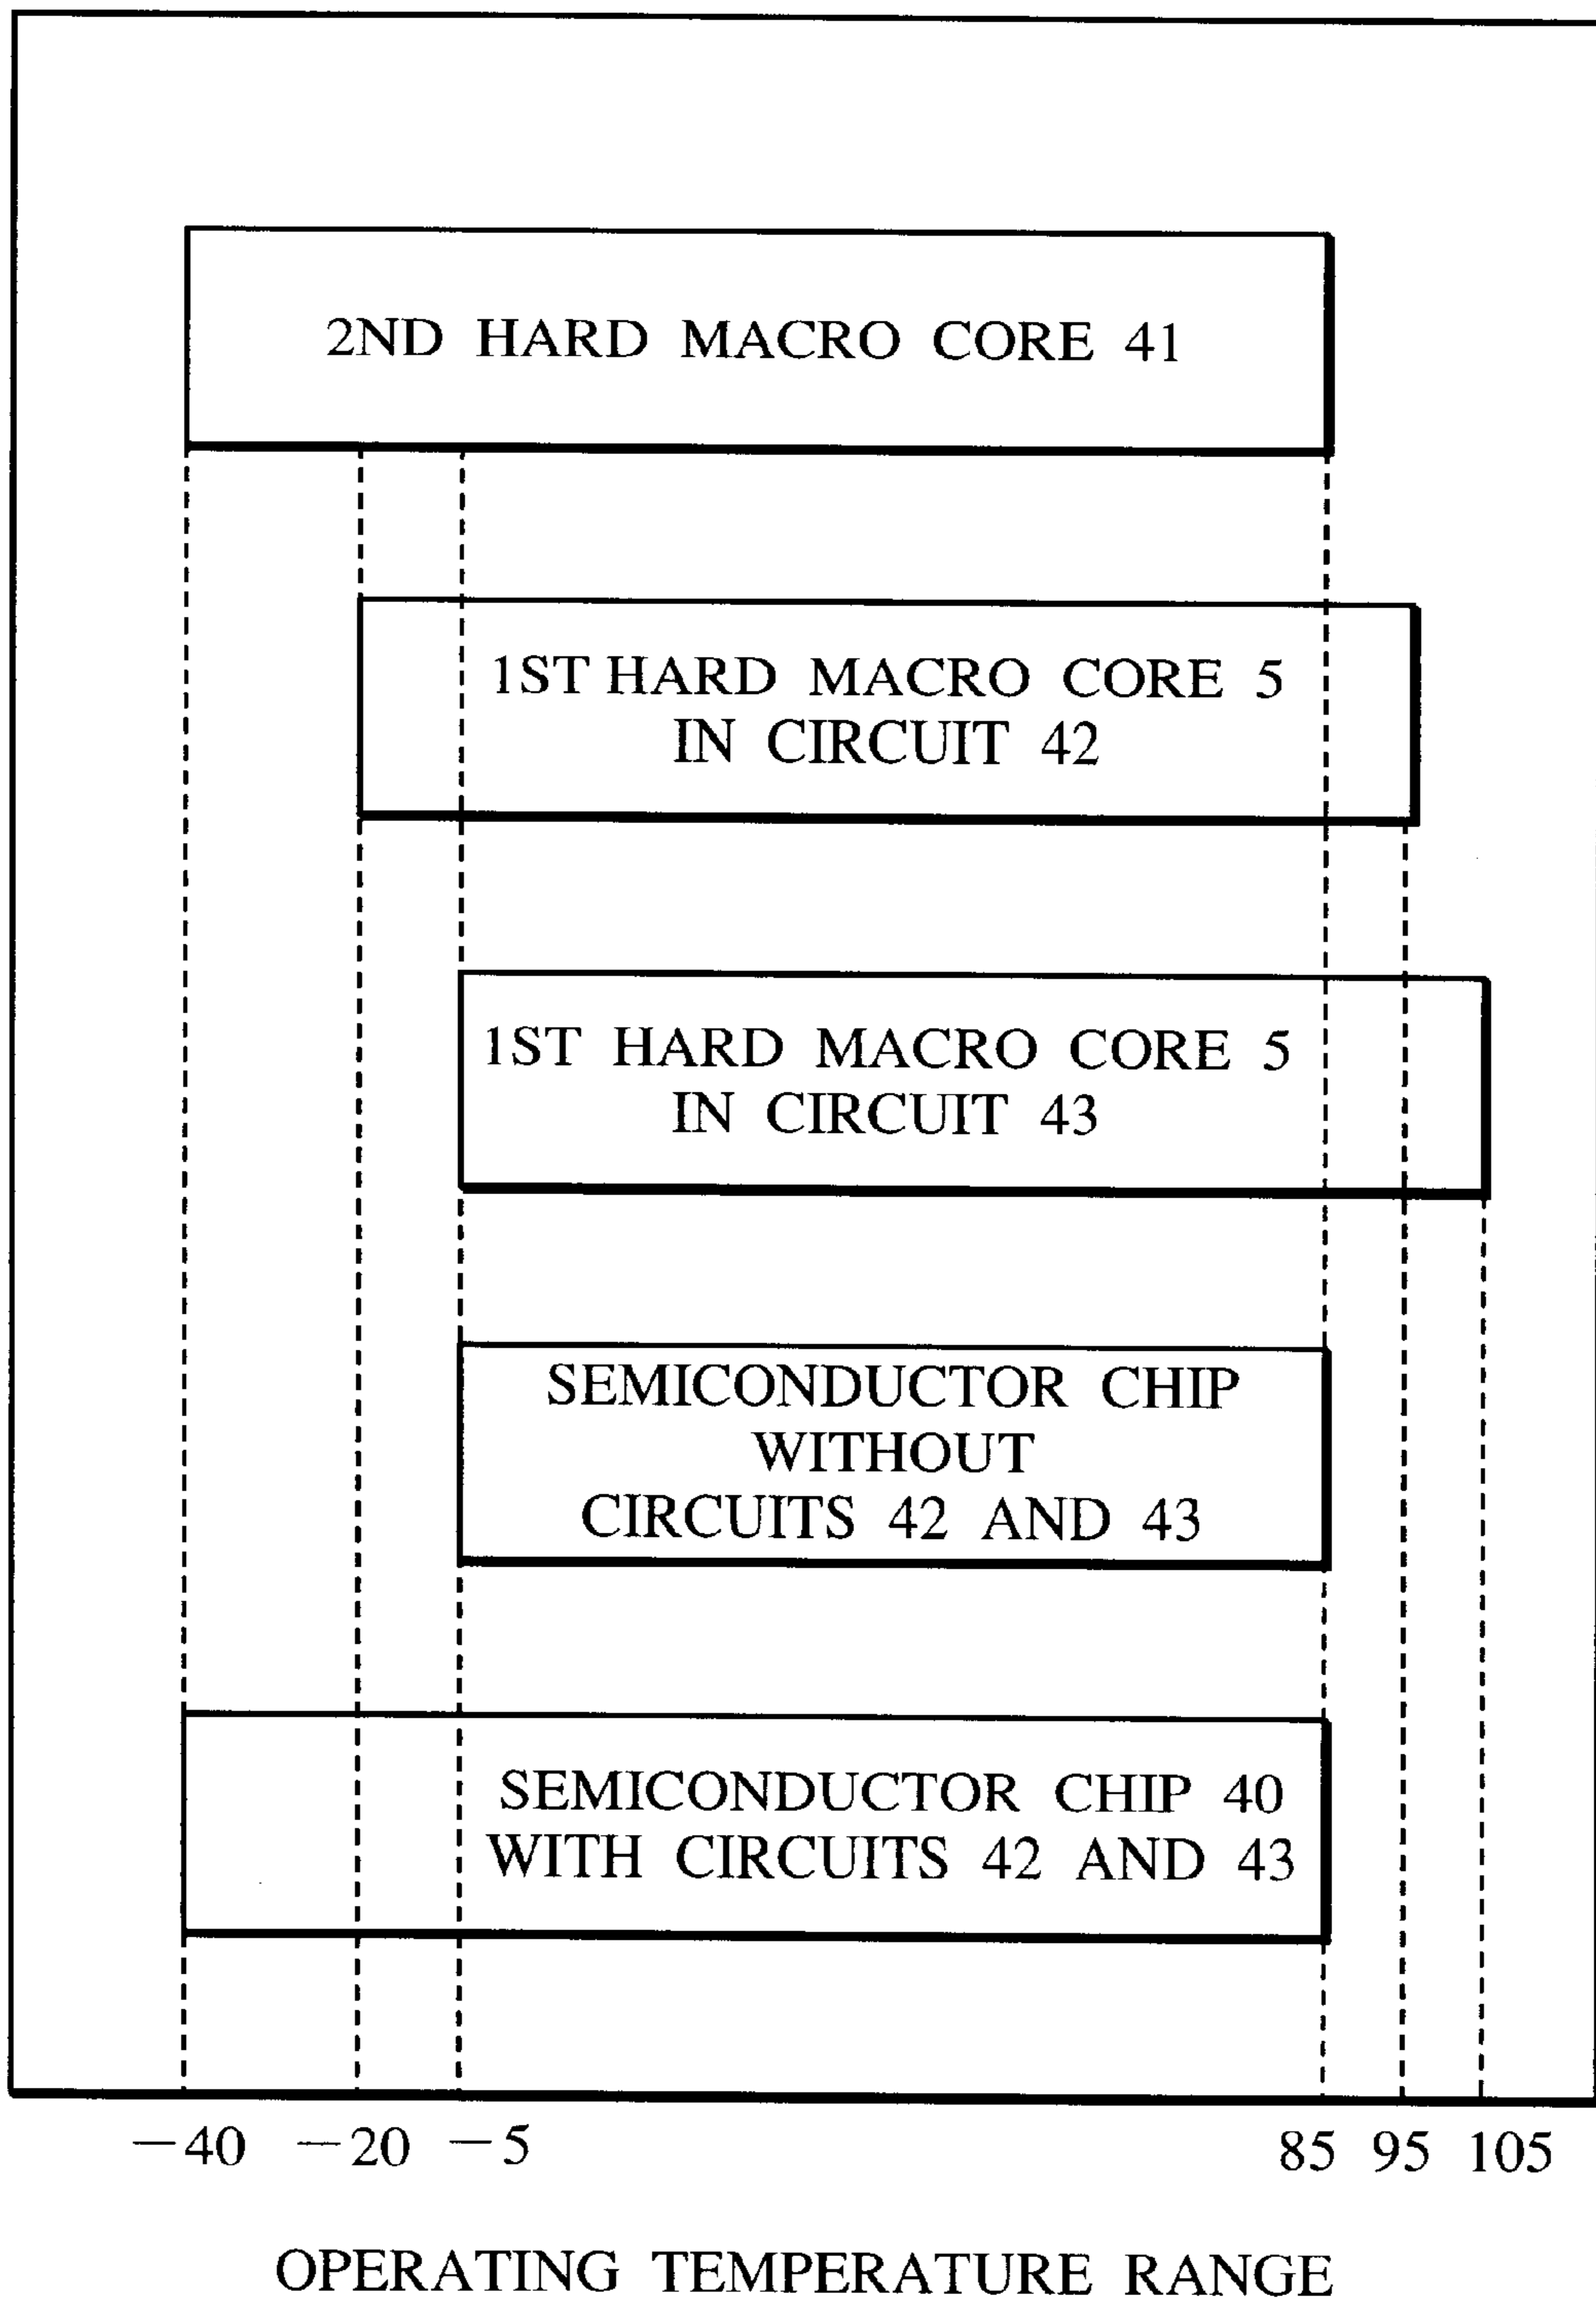 2ND HARD MACRO CORE 41
1ST HARD MACRO CORE 5
IN CIRCUIT 42
1ST HARD MACRO CORE 5
IN CIRCUIT 43
SEMICONDUCTOR CHIP
WITHOUT
CIRCUITS 42 AND 43
SEMICONDUCTOR CHIP 40
WITH CIRCUITS 42 AND 43
—40 —20 —5 85 95 105
OPERATING TEMPERATURE RANGE